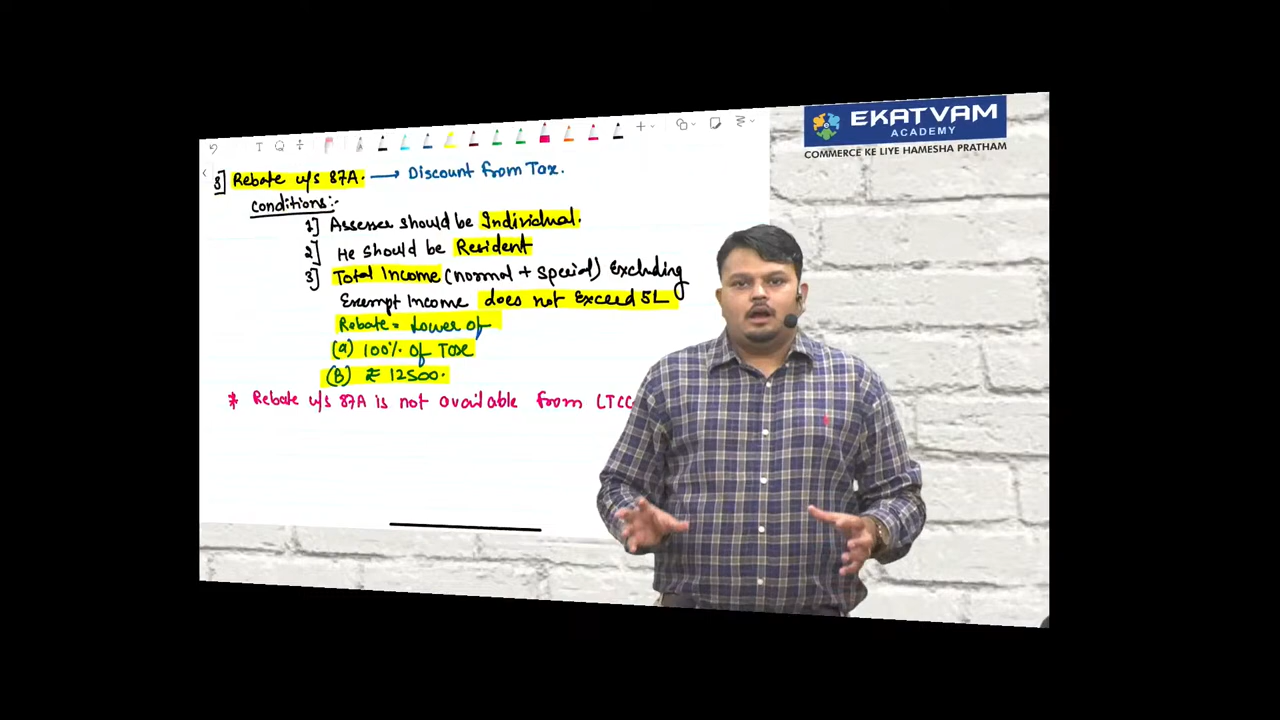 EKATVAM
ACADEMY
COMMERCE KE LIYE HAMESHA PRATHAM
8] Rebate u/s 87A. → Discount from Tax.
Conditions:-
1] Assessee should be Individual.
2] He should be Resident
3] Total Income (normal + special) Excluding
Exempt Income does not Exceed 5L
Rebate = Lower of
(a) 100% of Tax
(B) ₹ 12500.
* Rebate u/s 87A is not available from LTCG